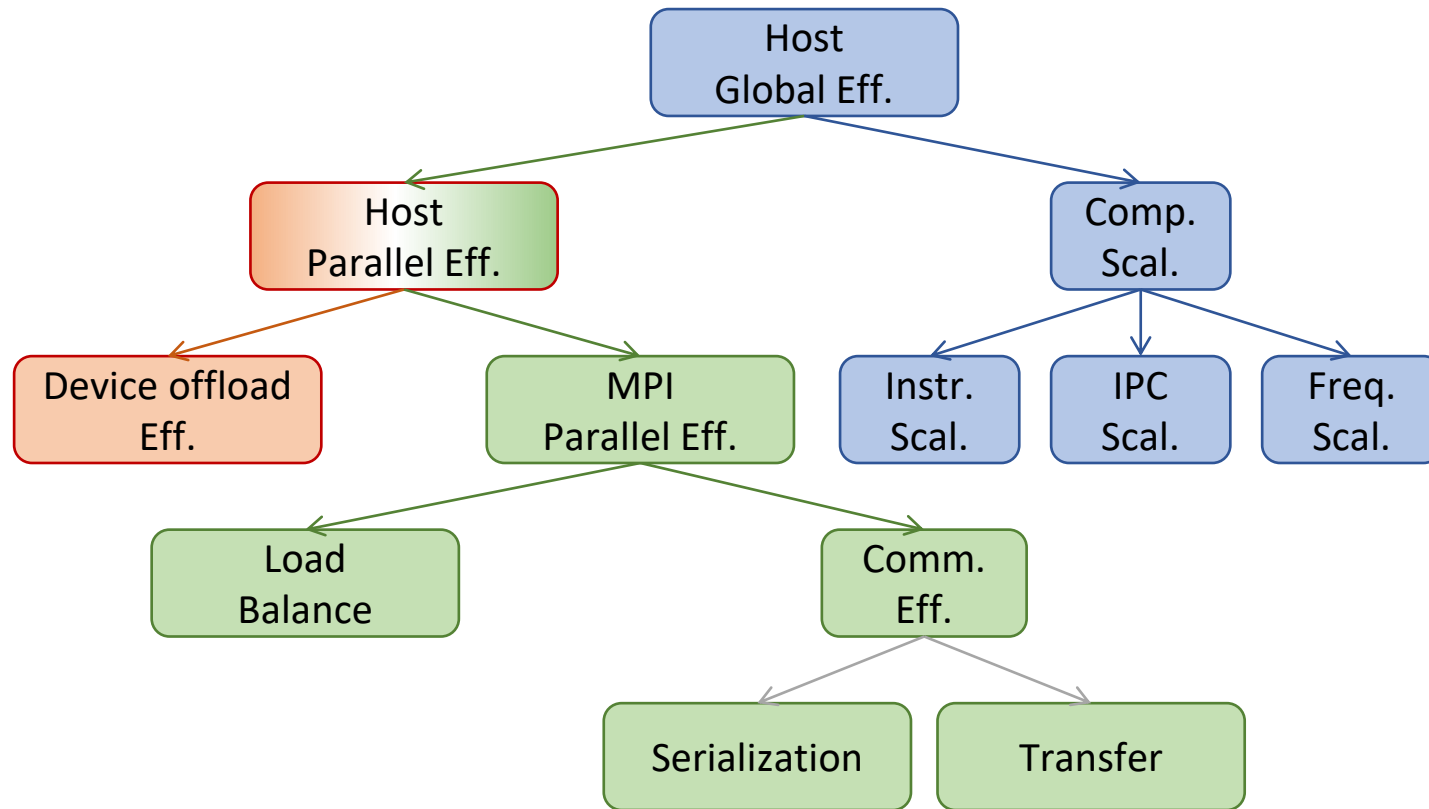 Host
Global Eff.
Host
Parallel Eff.
Comp.
Scal.
Device offload
Eff.
MPI
Parallel Eff.
Instr.
Scal.
IPC
Scal.
Freq.
Scal.
Load
Balance
Comm.
Eff.
Serialization
Transfer